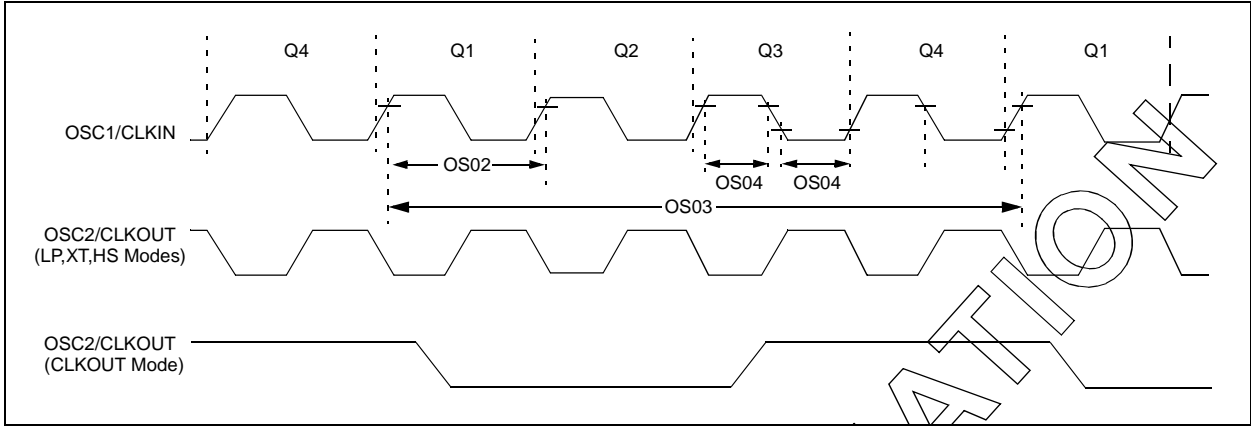 Q4 Q1 Q2 Q3 Q4 Q1
OSC1/CLKIN
OS02
OS04 OS04
OS03
OSC2/CLKOUT
(LP,XT,HS Modes)
OSC2/CLKOUT
(CLKOUT Mode)
ATION